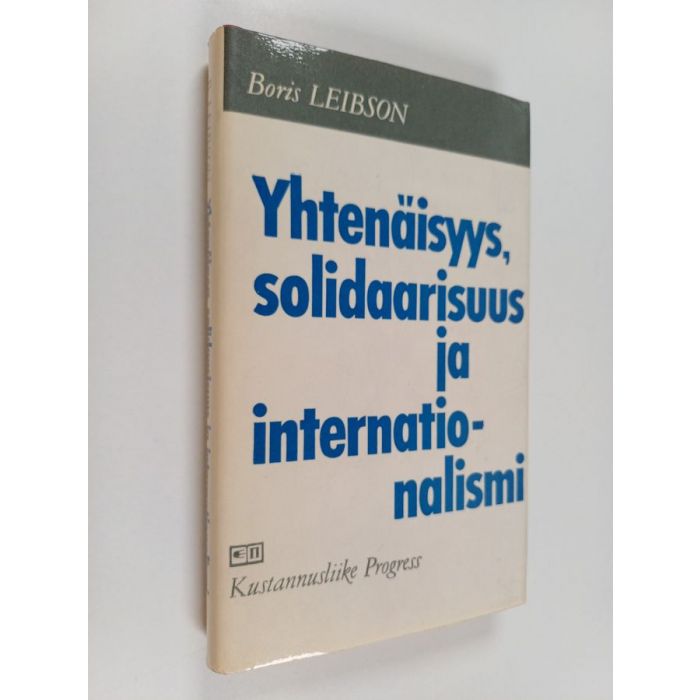 Boris LEIBSON
Yhtenäisyys,
solidaarisuus
ja
internatio-
nalismi
Kustannusliike Progress